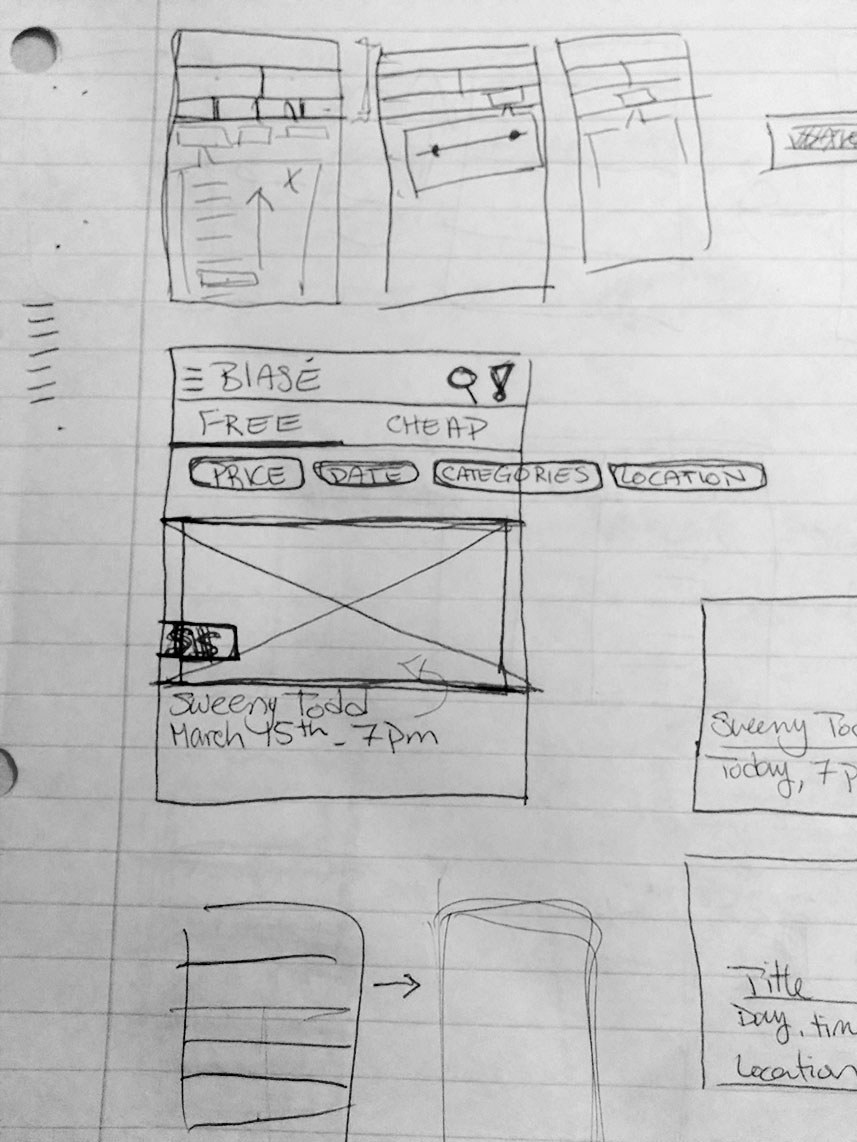 BLASÉ
FREE CHEAP
PRICE DATE CATEGORIES LOCATION
$$
Sweeny Todd
March 15th - 7pm
Sweeny Tod
Today, 7p
Title
Day, tim
Location